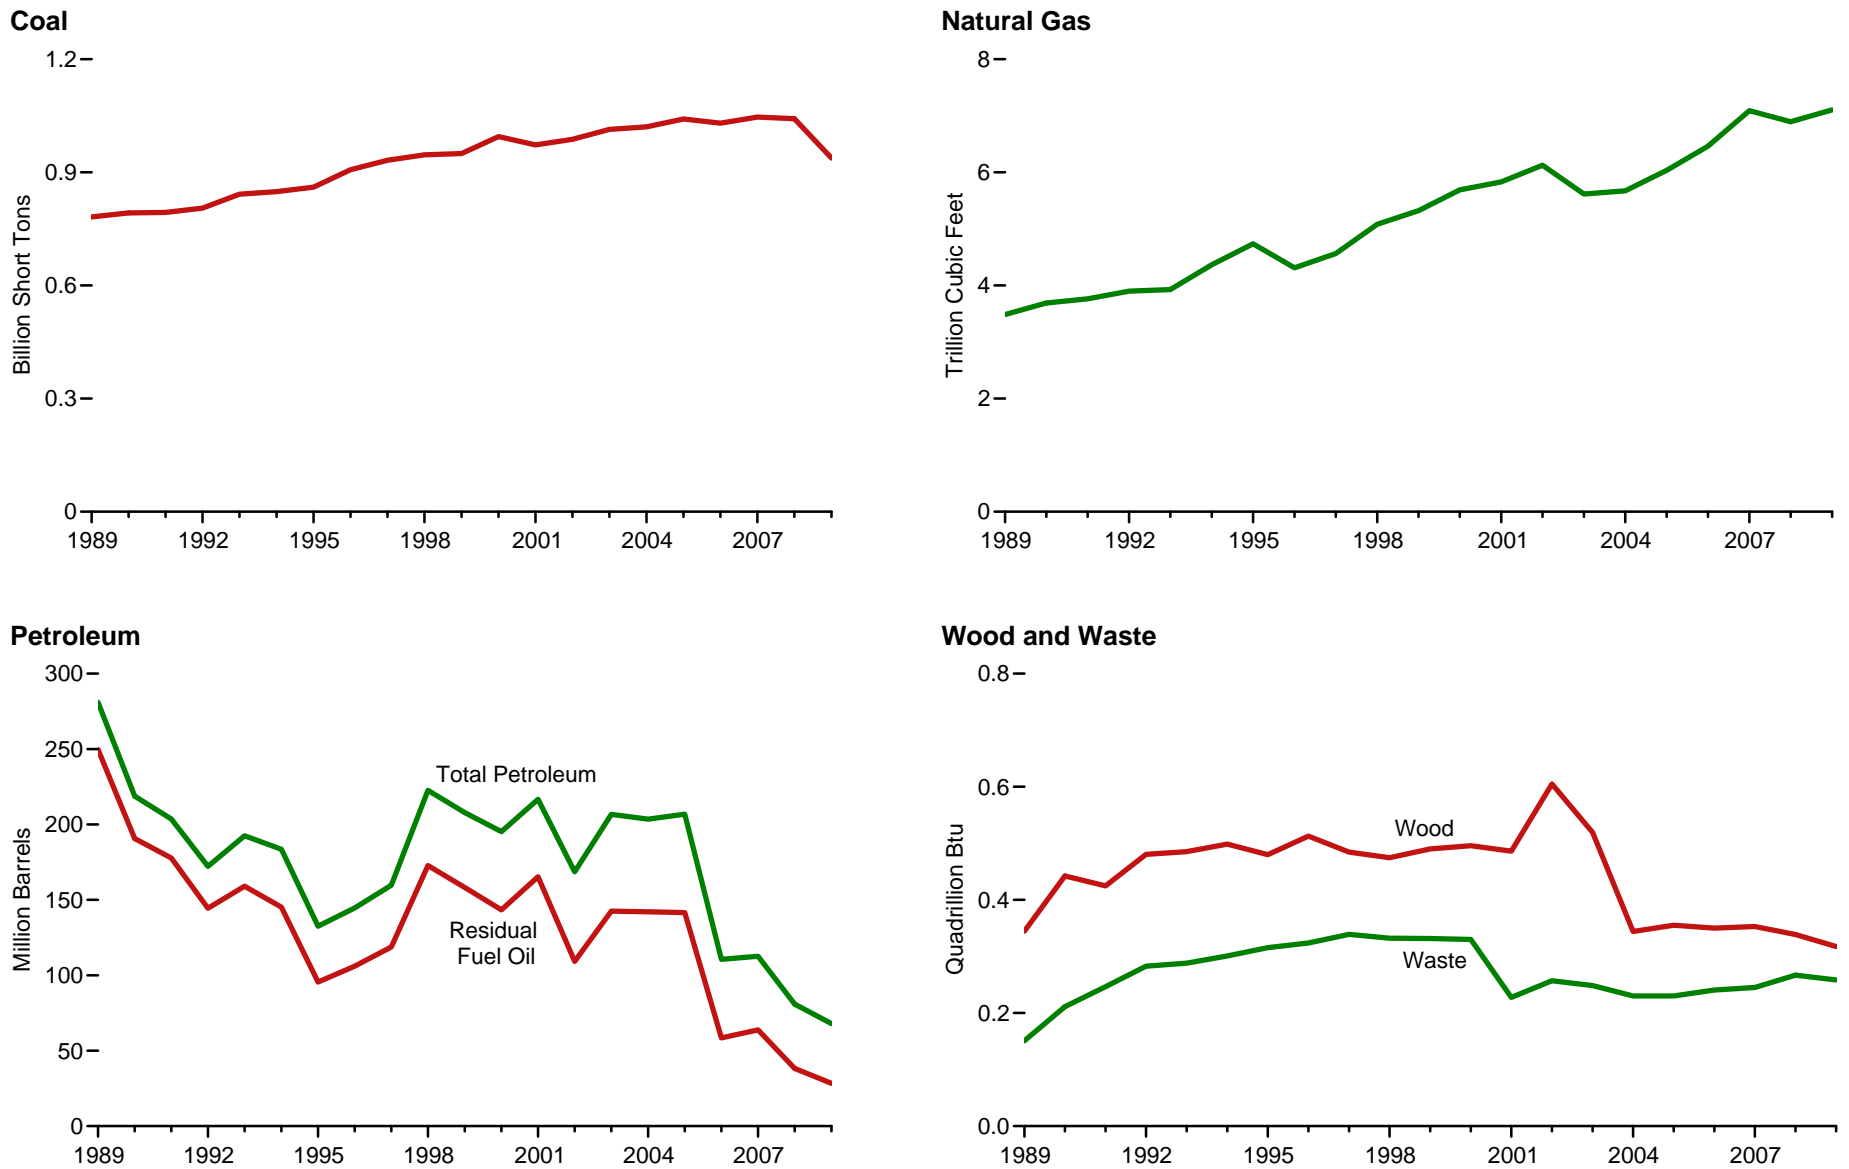 Coal
1.2
0.9
0.6
0.3
0
Billion Short Tons
1989 1992 1995 1998 2001 2004 2007
Natural Gas
8
6
4
2
0
Trillion Cubic Feet
1989 1992 1995 1998 2001 2004 2007
Petroleum
300
250
200
150
100
50
0
Million Barrels
Total Petroleum
Residual
Fuel Oil
1989 1992 1995 1998 2001 2004 2007
Wood and Waste
0.8
0.6
0.4
0.2
0.0
Quadrillion Btu
Wood
Waste
1989 1992 1995 1998 2001 2004 2007